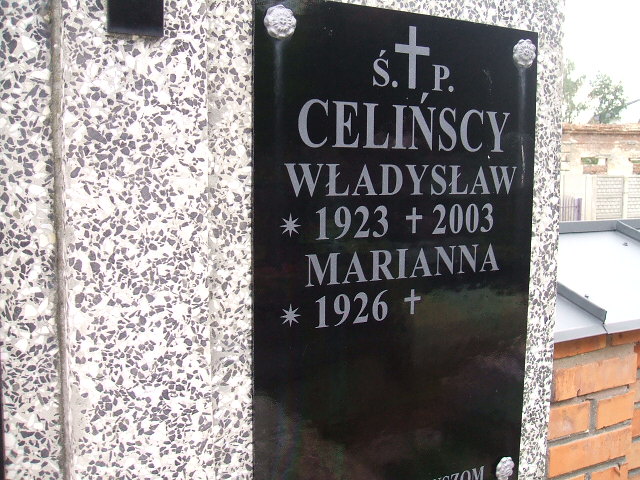 Ś. P.
CELIŃSCY
WŁADYSŁAW
* 1923 † 2003
MARIANNA
* 1926 †